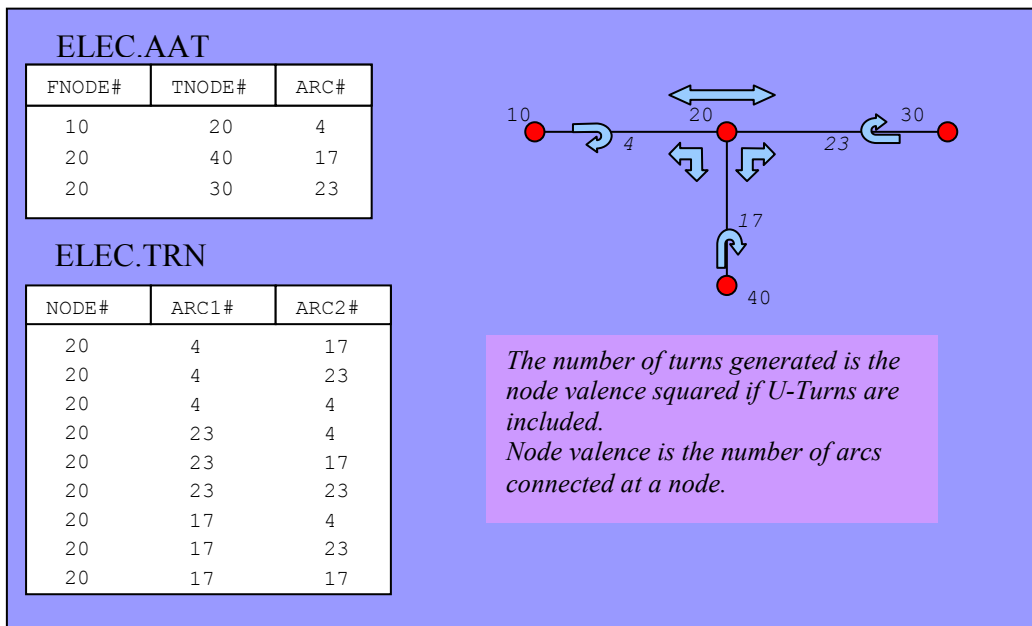 ELEC.AAT
FNODE# TNODE# ARC#
10 20 4
20 40 17
20 30 23
ELEC.TRN
NODE# ARC1# ARC2#
20 4 17
20 4 23
20 4 4
20 23 4
20 23 17
20 23 23
20 17 4
20 17 23
20 17 17
10 20 30
4 23
17
40
The number of turns generated is the
node valence squared if U-Turns are
included.
Node valence is the number of arcs
connected at a node.